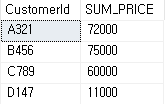 CustomerId SUM_PRICE
A321 72000
B456 75000
C789 60000
D147 11000